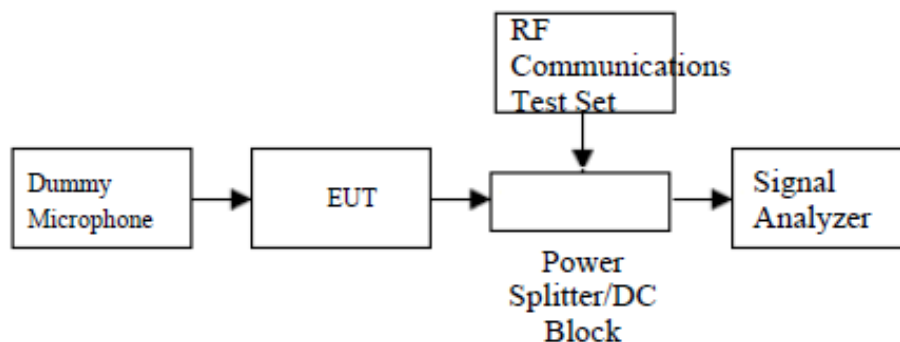 RF
Communications
Test Set
Dummy
Microphone
EUT
Signal
Analyzer
Power
Splitter/DC
Block